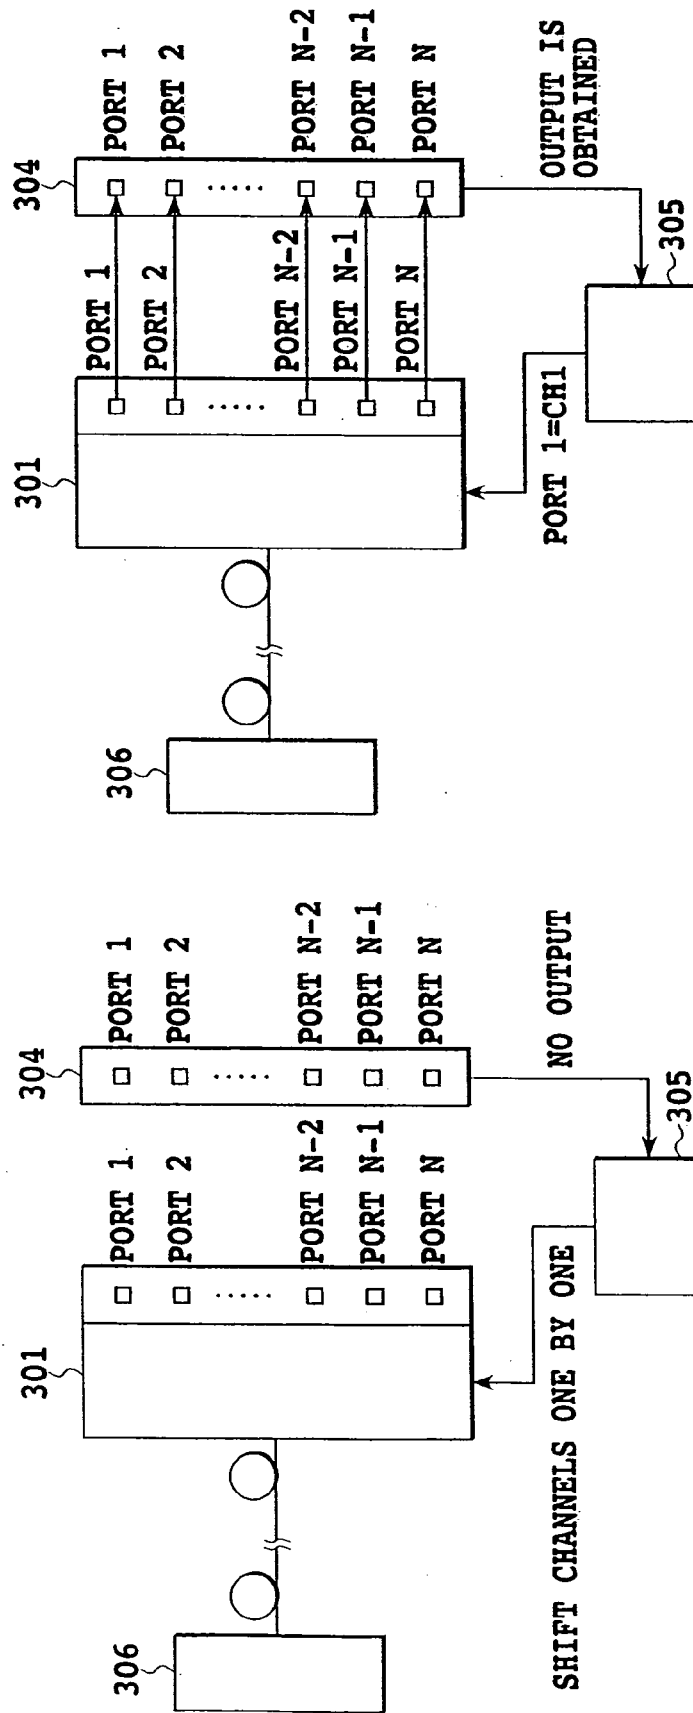 306
301
PORT 1
PORT 2
.....
PORT N-2
PORT N-1
PORT N
304
PORT 1
PORT 2
.....
PORT N-2
PORT N-1
PORT N
SHIFT CHANNELS ONE BY ONE
NO OUTPUT
305
306
301
PORT 1
PORT 2
.....
PORT N-2
PORT N-1
PORT N
304
PORT 1
PORT 2
.....
PORT N-2
PORT N-1
PORT N
PORT 1=CH1
OUTPUT IS
OBTAINED
305